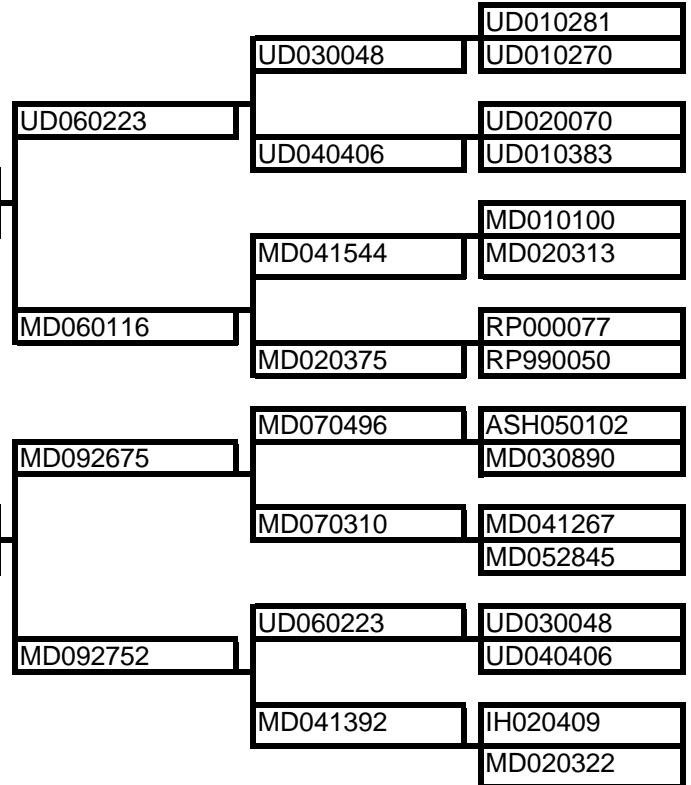 UD010281
UD030048 UD010270
UD060223 UD020070
UD040406 UD010383
MD010100
MD041544 MD020313
MD060116 RP000077
MD020375 RP990050
MD070496 ASH050102
MD092675 MD030890
MD070310 MD041267
MD052845
UD060223 UD030048
MD092752 UD040406
MD041392 IH020409
MD020322